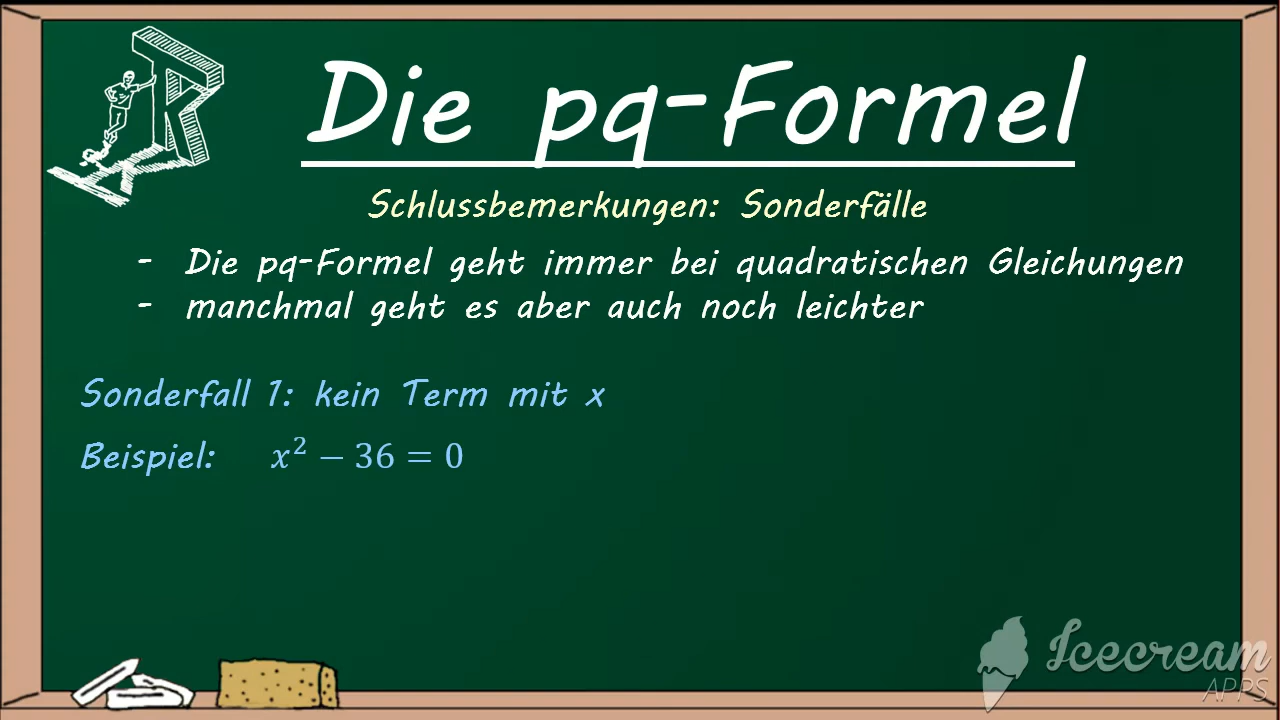 Die pq-Formel
Schlussbemerkungen: Sonderfälle
- Die pq-Formel geht immer bei quadratischen Gleichungen
- manchmal geht es aber auch noch leichter
Sonderfall 1: kein Term mit x
Beispiel: x² − 36 = 0
Icecream
APPS